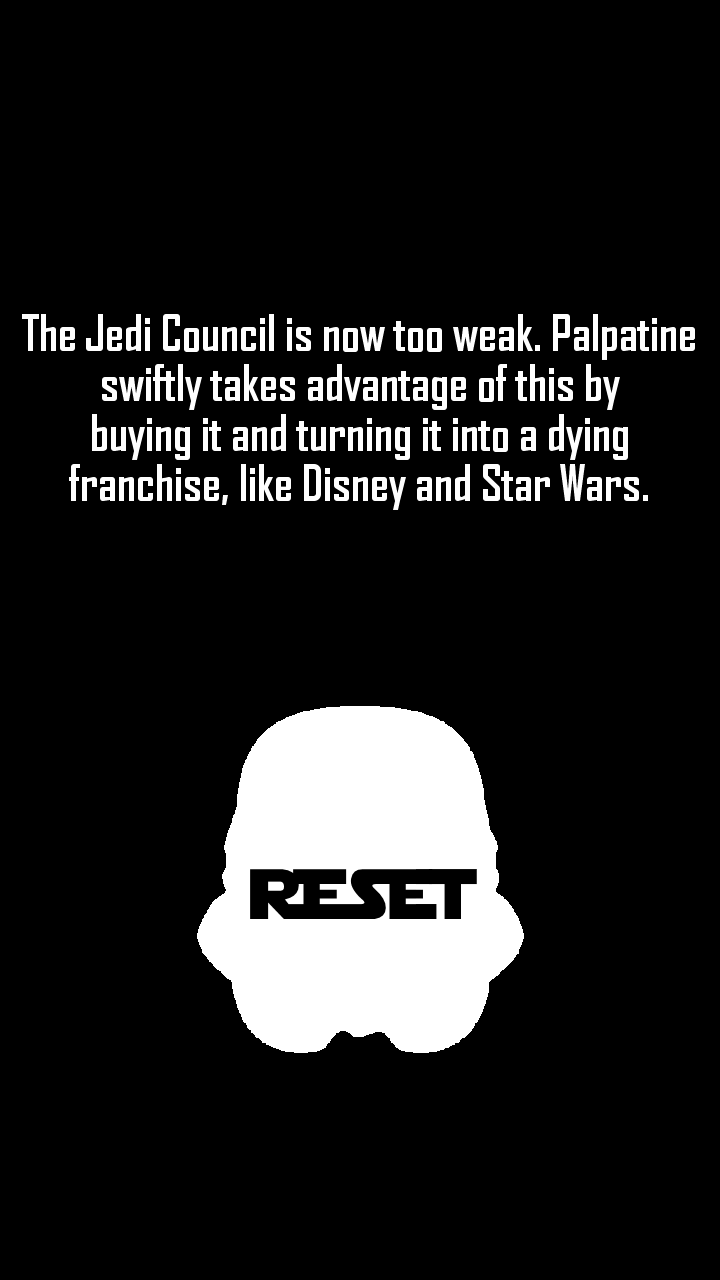 The Jedi Council is now too weak. Palpatine
swiftly takes advantage of this by
buying it and turning it into a dying
franchise, like Disney and Star Wars.
RESET